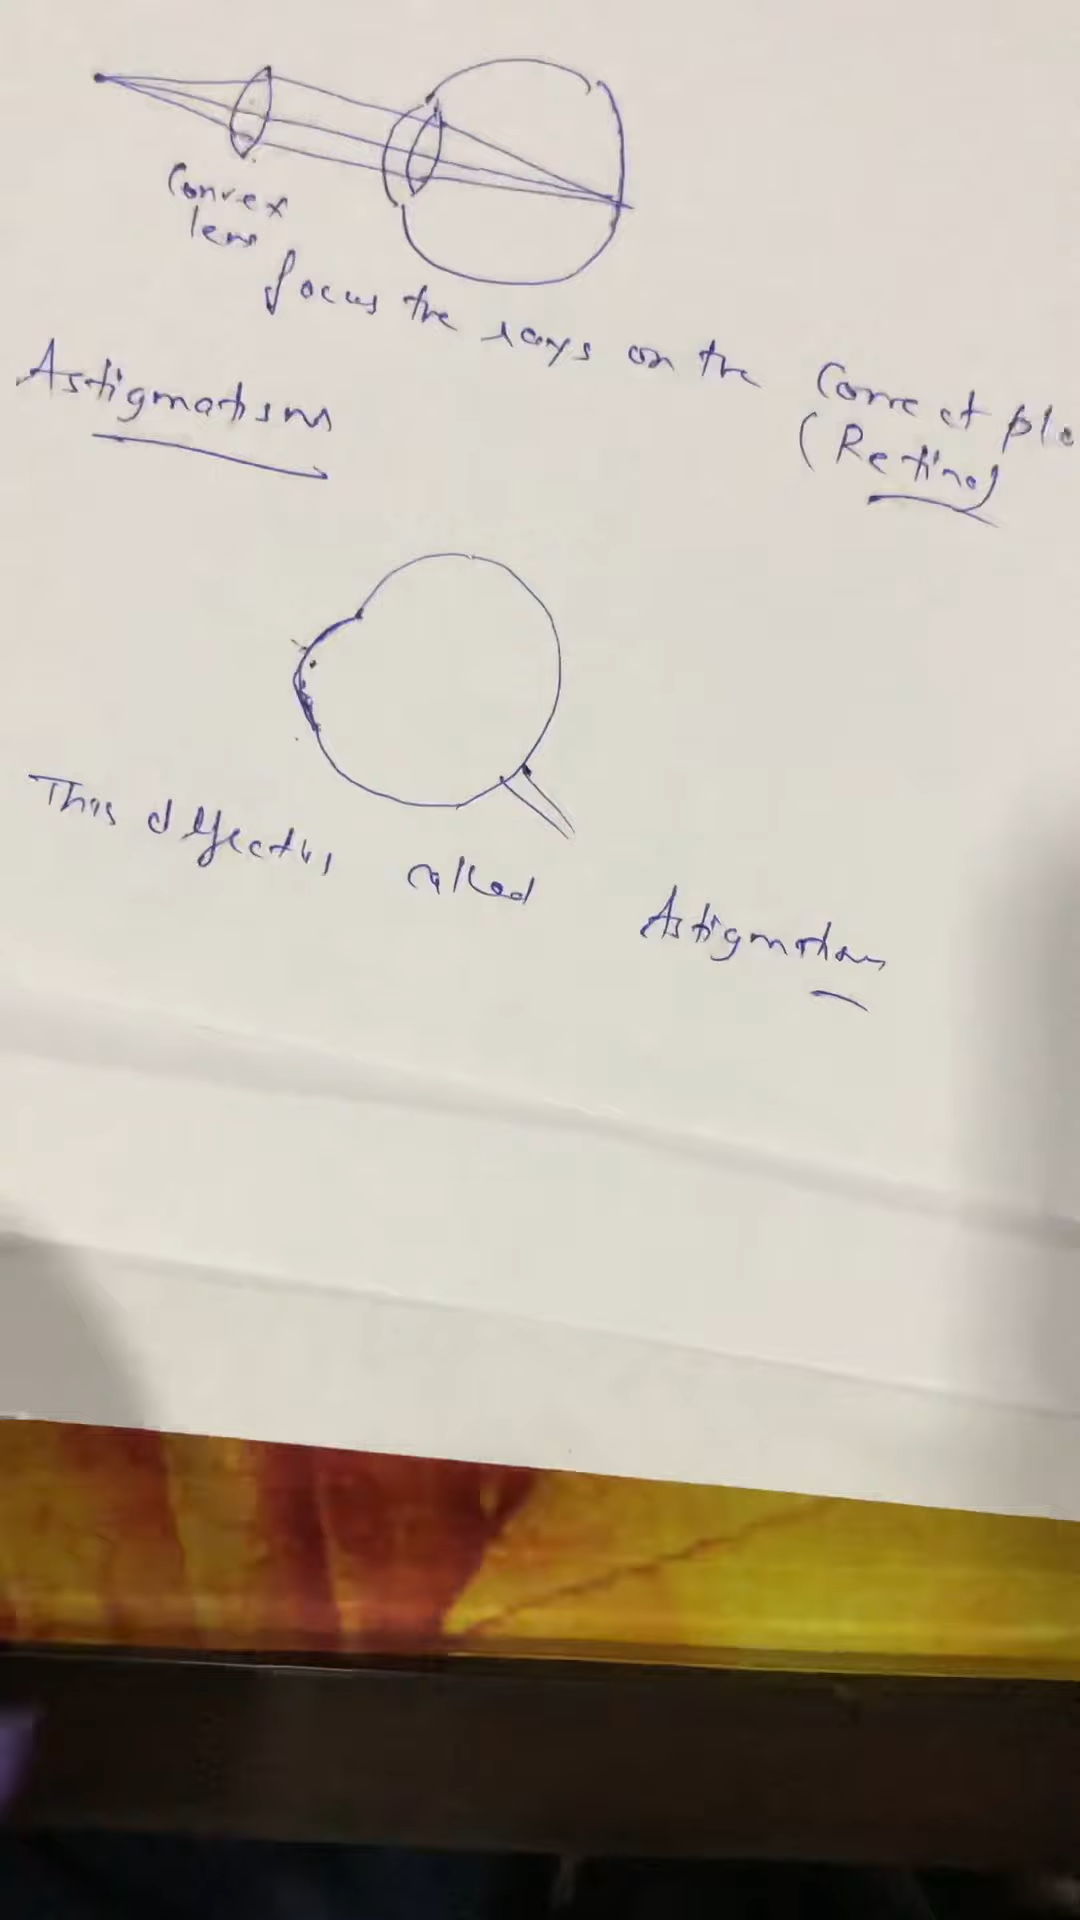 Convex
lens
focus the rays on the Correct pla
(Retina)
Astigmatism
This defect is called Astigmatism